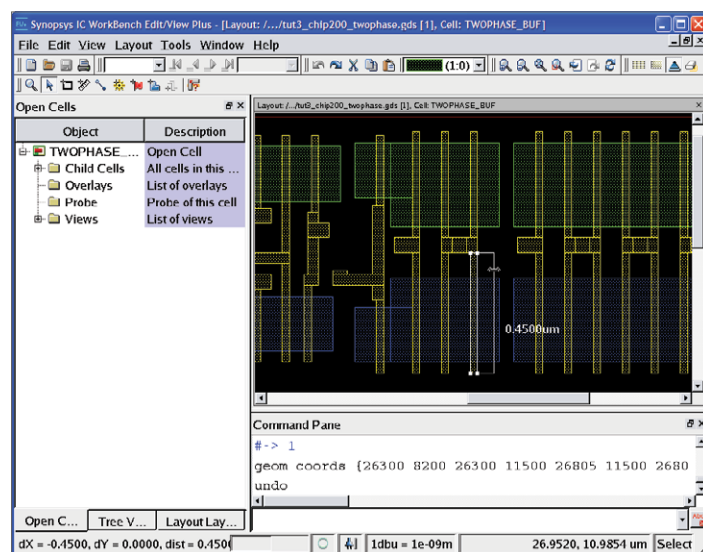 Synopsys IC WorkBench Edit/View Plus - [Layout: /.../tut3_chip200_twophase.gds [1], Cell: TWOPHASE_BUF]
File Edit View Layout Tools Window Help
(1:0)
Open Cells
Layout: /.../tut3_chip200_twophase.gds [1], Cell: TWOPHASE_BUF
Object Description
TWOPHASE_... Open Cell
Child Cells All cells in this ...
Overlays List of overlays
Probe Probe of this cell
Views List of views
0.4500um
Command Pane
#-> 1
geom coords {26300 8200 26300 11500 26805 11500 2680
undo
Open C... Tree V... Layout Lay...
dX = -0.4500, dY = 0.0000, dist = 0.450 1dbu = 1e-09m 26.9520, 10.9854 um Select